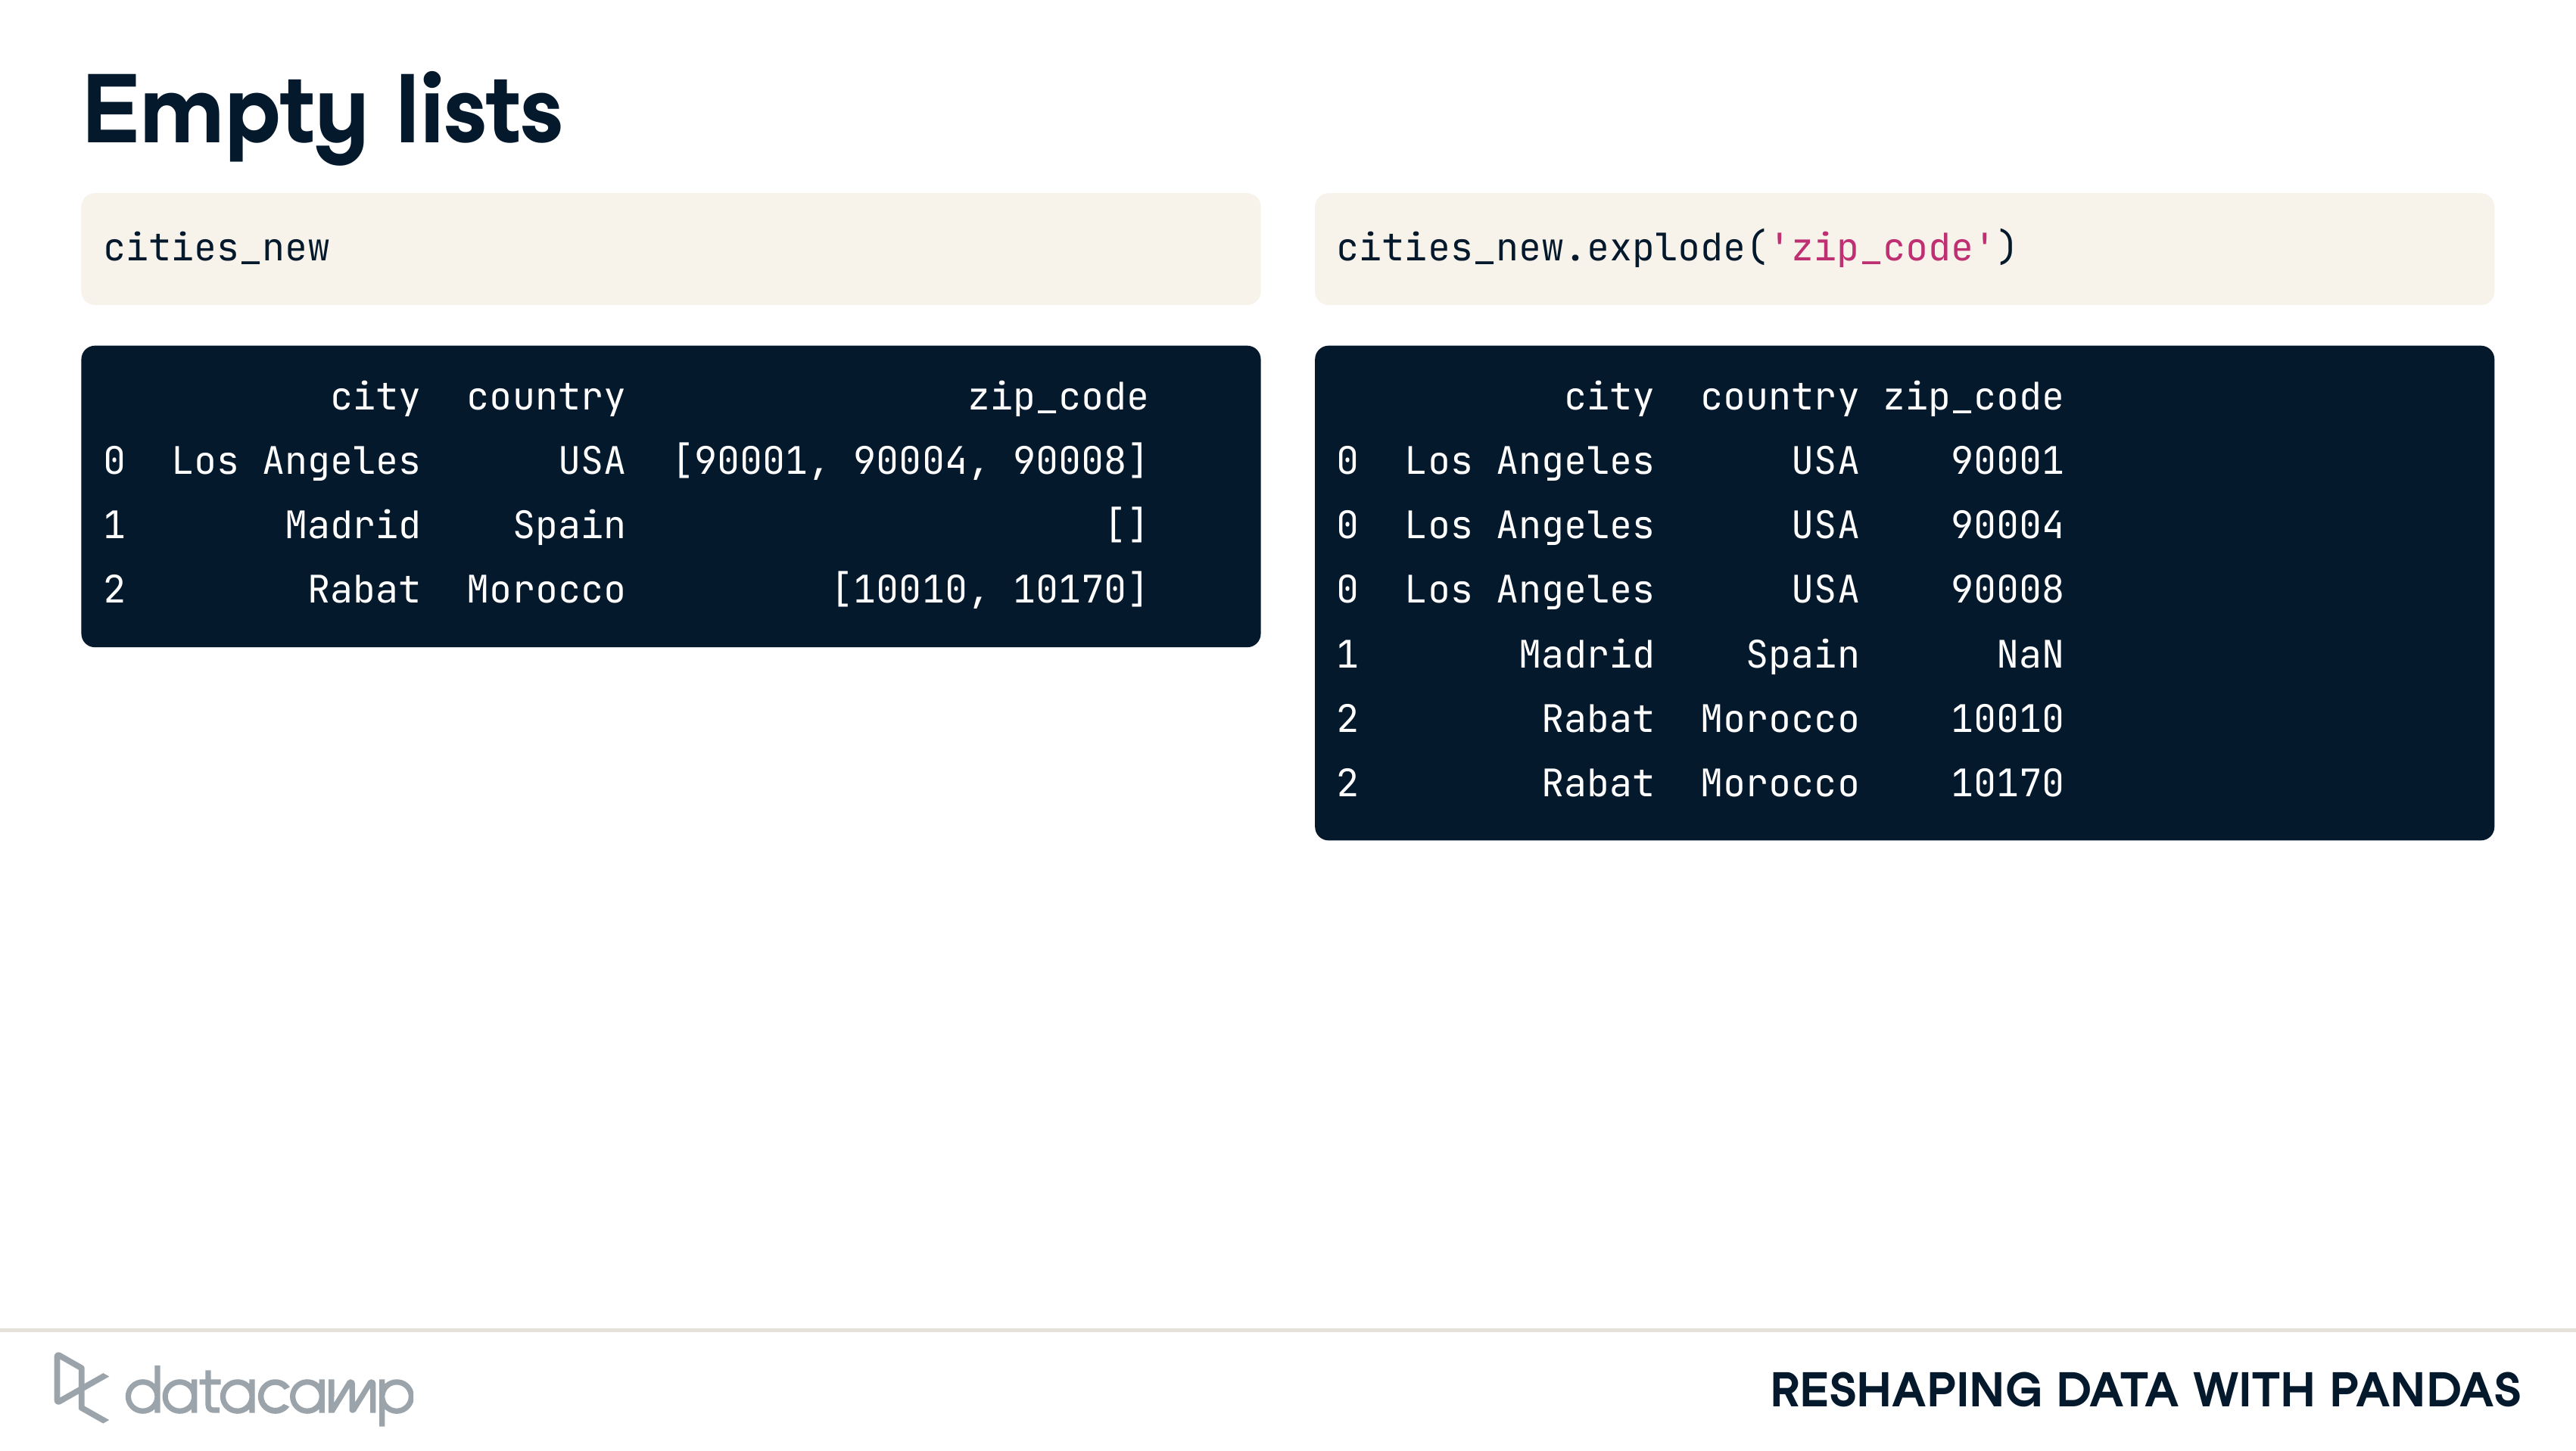 Empty lists
cities_new
        city  country             zip_code
0  Los Angeles      USA  [90001, 90004, 90008]
1       Madrid    Spain                     []
2        Rabat  Morocco         [10010, 10170]
cities_new.explode('zip_code')
        city  country zip_code
0  Los Angeles      USA    90001
0  Los Angeles      USA    90004
0  Los Angeles      USA    90008
1       Madrid    Spain      NaN
2        Rabat  Morocco    10010
2        Rabat  Morocco    10170
datacamp
RESHAPING DATA WITH PANDAS